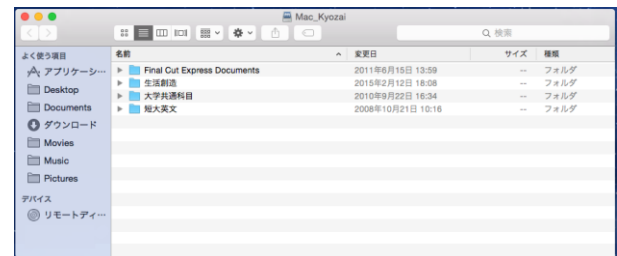 Mac_Kyozai
検索
よく使う項目
アプリケーシ…
Desktop
Documents
ダウンロード
Movies
Music
Pictures
デバイス
リモートディ…
名前 変更日 サイズ 種類
Final Cut Express Documents 2011年6月15日 13:59 -- フォルダ
生活創造 2015年2月12日 18:08 -- フォルダ
大学共通科目 2010年9月22日 16:34 -- フォルダ
短大英文 2008年10月21日 10:16 -- フォルダ